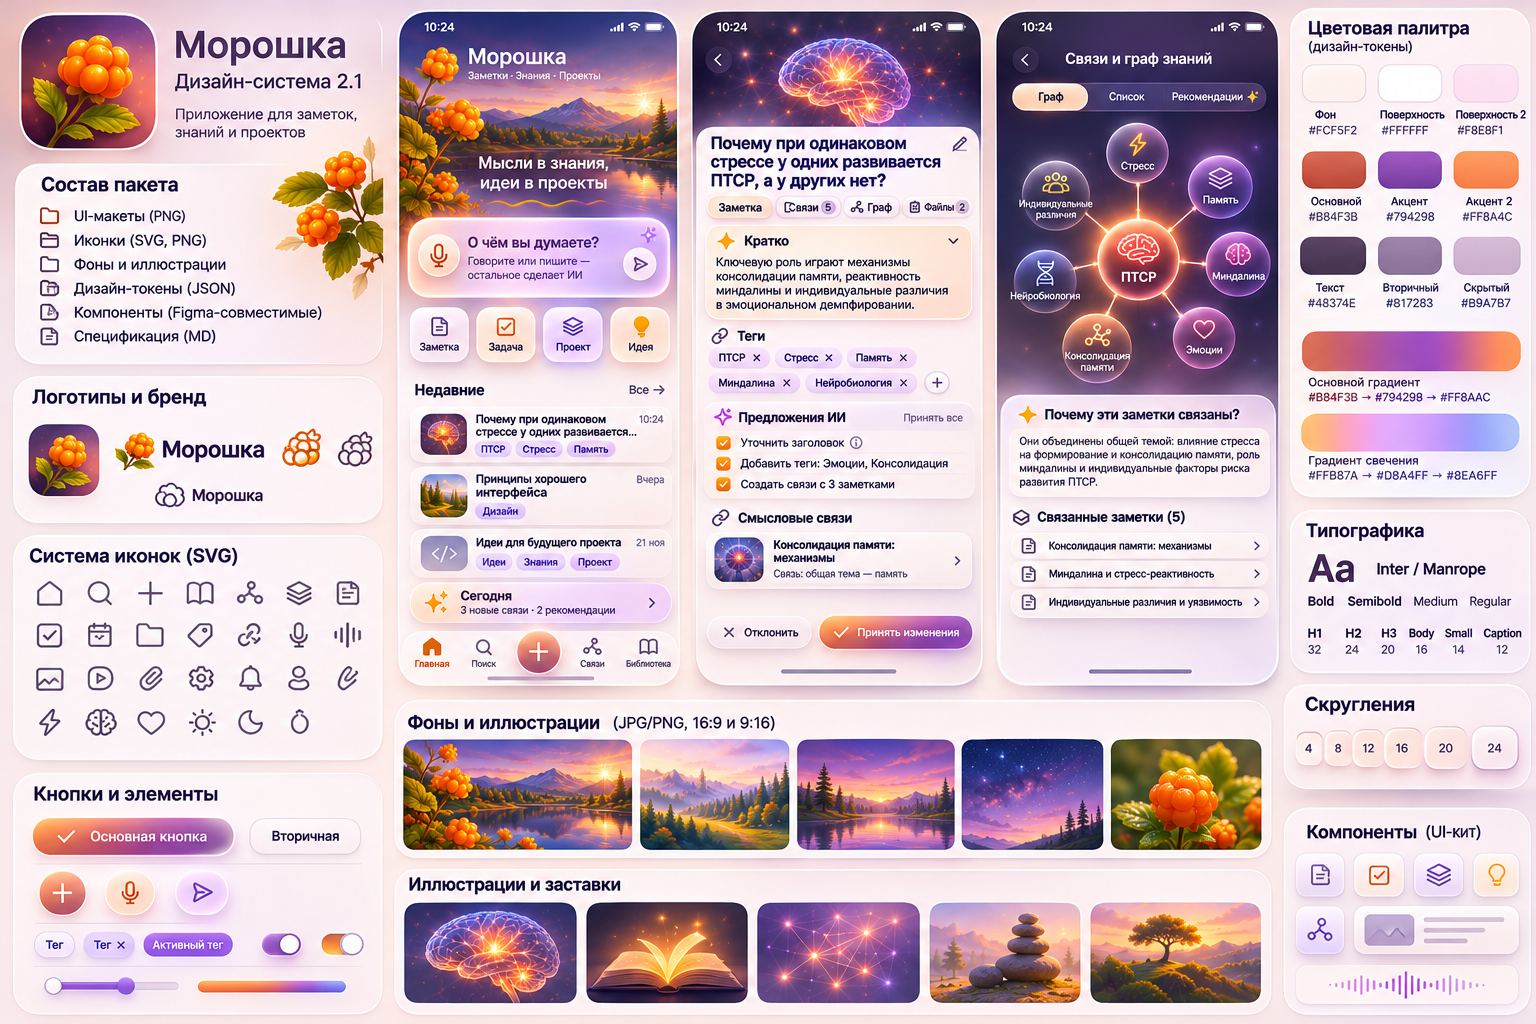 Морошка
Дизайн-система 2.1
Приложение для заметок,
знаний и проектов
Состав пакета
UI-макеты (PNG)
Иконки (SVG, PNG)
Фоны и иллюстрации
Дизайн-токены (JSON)
Компоненты (Figma-совместимые)
Спецификация (MD)
Логотипы и бренд
Морошка
Морошка
Система иконок (SVG)
Кнопки и элементы
Основная кнопка
Вторичная
Тег
Тег ×
Активный тег
10:24
Морошка
Заметки · Знания · Проекты
Мысли в знания,
идеи в проекты
О чём вы думаете?
Говорите или пишите —
остальное сделает ИИ
Заметка
Задача
Проект
Идея
Недавние
Все →
Почему при одинаковом
стрессе у одних развивается...
10:24
ПТСР
Стресс
Память
Принципы хорошего
интерфейса
Вчера
Дизайн
</>
Идеи для будущего проекта
21 ноя
Идеи
Знания
Проект
Сегодня
3 новые связи · 2 рекомендации
Главная
Поиск
Связи
Библиотека
10:24
Почему при одинаковом
стрессе у одних развивается
ПТСР, а у других нет?
Заметка
Связи 5
Граф
Файлы 2
Кратко
Ключевую роль играют механизмы
консолидации памяти, реактивность
миндалины и индивидуальные различия
в эмоциональном демпфировании.
Теги
ПТСР ×
Стресс ×
Память ×
Миндалина ×
Нейробиология ×
Предложения ИИ
Принять все
Уточнить заголовок
Добавить теги: Эмоции, Консолидация
Создать связи с 3 заметками
Смысловые связи
Консолидация памяти:
механизмы
Связь: общая тема — память
Отклонить
Принять изменения
10:24
Связи и граф знаний
Граф
Список
Рекомендации
Стресс
Индивидуальные
различия
Память
ПТСР
Миндалина
Нейробиология
Консолидация
памяти
Эмоции
Почему эти заметки связаны?
Они объединены общей темой: влияние стресса
на формирование и консолидацию памяти, роль
миндалины и индивидуальные факторы риска
развития ПТСР.
Связанные заметки (5)
Консолидация памяти: механизмы
Миндалина и стресс-реактивность
Индивидуальные различия и уязвимость
Фоны и иллюстрации (JPG/PNG, 16:9 и 9:16)
Иллюстрации и заставки
Цветовая палитра
(дизайн-токены)
Фон
#FCF5F2
Поверхность
#FFFFFF
Поверхность 2
#F8E8F1
Основной
#B84F3B
Акцент
#794298
Акцент 2
#FF8A4C
Текст
#48374E
Вторичный
#817283
Скрытый
#B9A7B7
Основной градиент
#B84F3B → #794298 → #FF8AAC
Градиент свечения
#FFB87A → #D8A4FF → #8EA6FF
Типографика
Aa
Inter / Manrope
Bold Semibold Medium Regular
H1 H2 H3 Body Small Caption
32 24 20 16 14 12
Скругления
4 8 12 16 20 24
Компоненты (UI-кит)